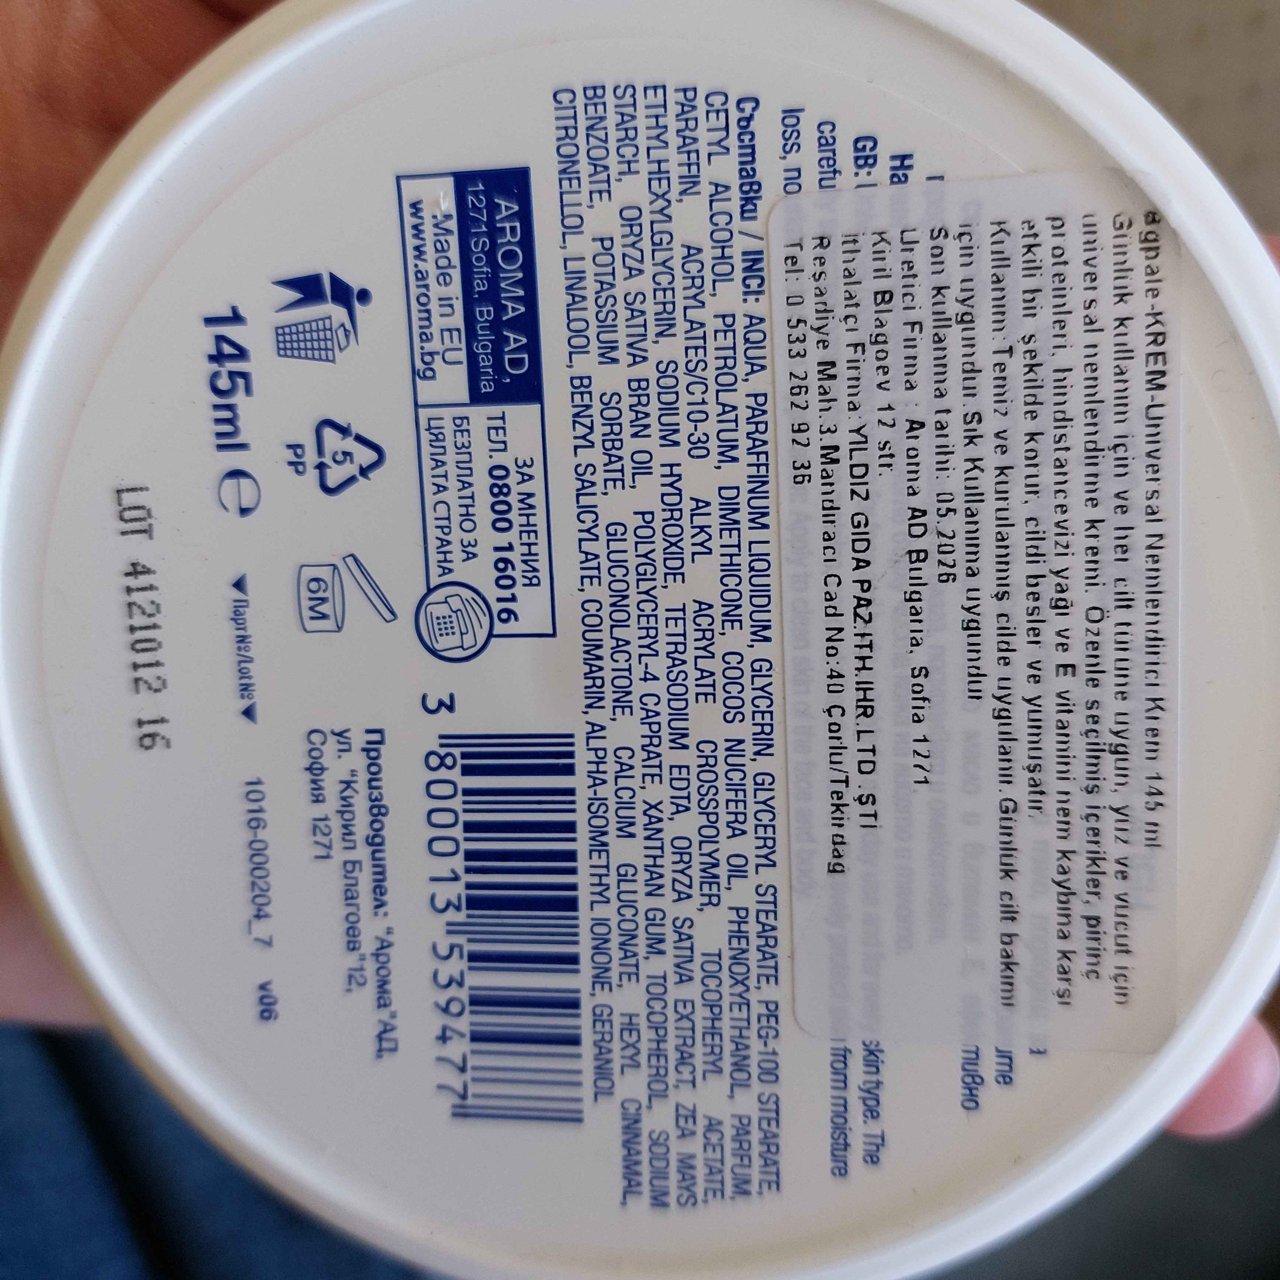 -KREM-Universal Nemlendirici Krem 145 ml
Günlük kullanım için ve her cilt türüne uygun, yüz ve vücut için
universal nemlendirme kremi. Özenle seçilmiş içerikler, pirinç
proteinleri, hindistancevizi yağı ve E vitamini nem kaybına karşı
etkili bir şekilde korur, cildi besler ve yumuşatır.
Kullanım: Temiz ve kurulanmış cilde uygulanır. Günlük cilt bakımı
için uygundur. Sık Kullanıma uygundur.
Son kullanma tarihi: 05.2026
Üretici Firma : Aroma AD Bulgaria, Sofia 1271,
Kiril Blagoev 12 str.
İthalatçı Firma: YILDIZ GIDA PAZ.İTH.İHR.LTD .ŞTİ
Reşadiye Mah.3.Mandıracı Cad No:40 Çorlu/Tekirdag
Tel: 0 533 262 92 36
тивно
На
GB: skin type. The
carefu from moisture
loss, no
Съставки / INCI: AQUA, PARAFFINUM LIQUIDUM, GLYCERIN, GLYCERYL STEARATE, PEG-100 STEARATE,
CETYL ALCOHOL, PETROLATUM, DIMETHICONE, COCOS NUCIFERA OIL, PHENOXYETHANOL, PARFUM,
PARAFFIN, ACRYLATES/C10-30 ALKYL ACRYLATE CROSSPOLYMER, TOCOPHERYL ACETATE,
ETHYLHEXYLGLYCERIN, SODIUM HYDROXIDE, TETRASODIUM EDTA, ORYZA SATIVA EXTRACT, ZEA MAYS
STARCH, ORYZA SATIVA BRAN OIL, POLYGLYCERYL-4 CAPRATE, XANTHAN GUM, TOCOPHEROL, SODIUM
BENZOATE, POTASSIUM SORBATE, GLUCONOLACTONE, CALCIUM GLUCONATE, HEXYL CINNAMAL,
CITRONELLOL, LINALOOL, BENZYL SALICYLATE, COUMARIN, ALPHA-ISOMETHYL IONONE, GERANIOL
AROMA AD,
1271 Sofia, Bulgaria
Made in EU
www.aroma.bg
ЗА МНЕНИЯ
ТЕЛ. 0800 16016
БЕЗПЛАТНО ЗА
ЦЯЛАТА СТРАНА
3 800013 539477
Производител: "Арома"АД,
ул. "Кирил Благоев"12,
София 1271
5
PP
6M
145ml e
▼Парт№/Lot№▼
1016-000204_7 v06
LOT 4121012 16